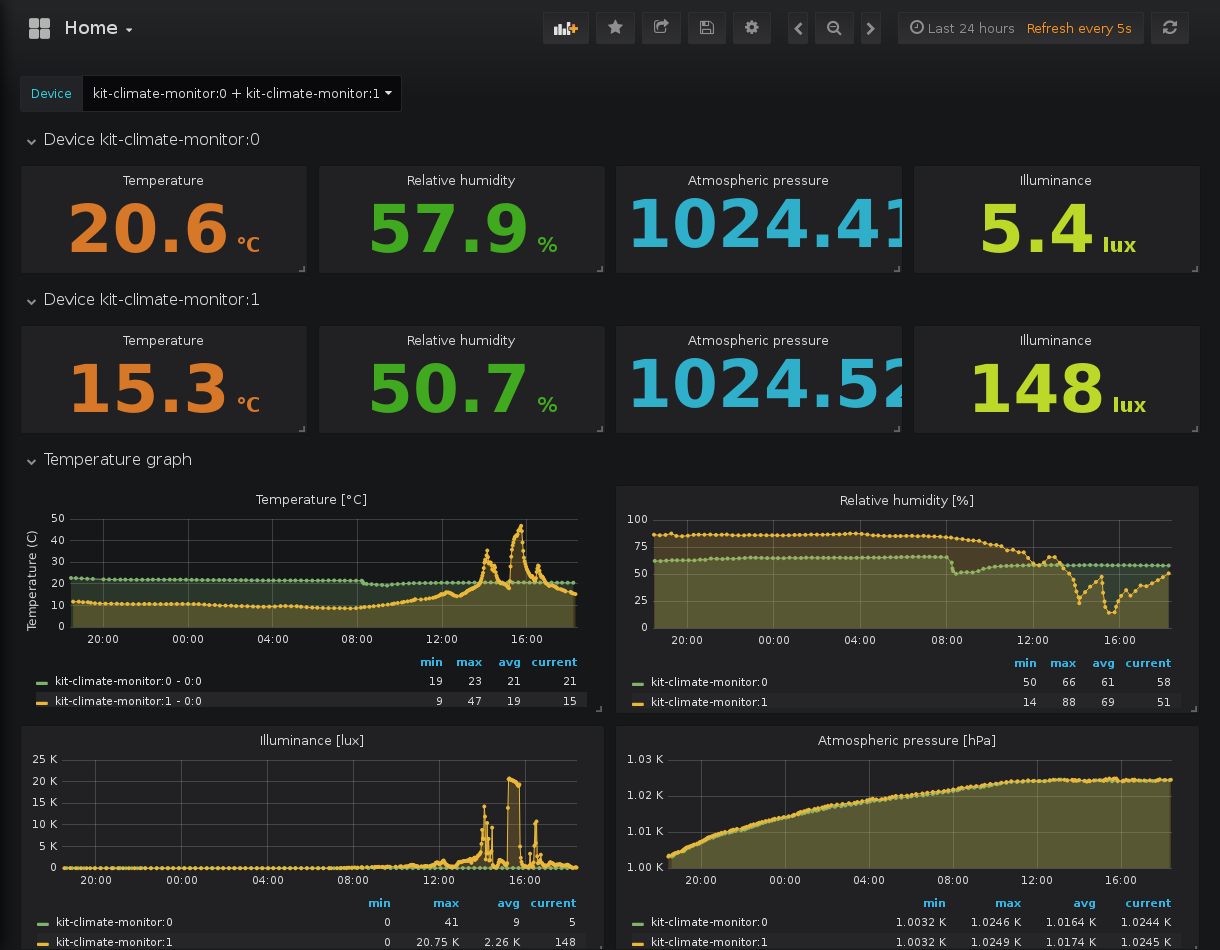 Home
Last 24 hours Refresh every 5s
Device kit-climate-monitor:0 + kit-climate-monitor:1
Device kit-climate-monitor:0
Temperature Relative humidity Atmospheric pressure Illuminance
20.6 °C 57.9 % 1024.41 5.4 lux
Device kit-climate-monitor:1
Temperature Relative humidity Atmospheric pressure Illuminance
15.3 °C 50.7 % 1024.52 148 lux
Temperature graph
Temperature [°C]
Temperature (C)
50
40
30
20
10
0
20:00 00:00 04:00 08:00 12:00 16:00
min max avg current
kit-climate-monitor:0 - 0:0 19 23 21 21
kit-climate-monitor:1 - 0:0 9 47 19 15
Relative humidity [%]
100
75
50
25
0
20:00 00:00 04:00 08:00 12:00 16:00
min max avg current
kit-climate-monitor:0 50 66 61 58
kit-climate-monitor:1 14 88 69 51
Illuminance [lux]
25 K
20 K
15 K
10 K
5 K
0
20:00 00:00 04:00 08:00 12:00 16:00
min max avg current
kit-climate-monitor:0 0 41 9 5
kit-climate-monitor:1 0 20.75 K 2.26 K 148
Atmospheric pressure [hPa]
1.03 K
1.02 K
1.01 K
1.00 K
20:00 00:00 04:00 08:00 12:00 16:00
min max avg current
kit-climate-monitor:0 1.0032 K 1.0246 K 1.0164 K 1.0244 K
kit-climate-monitor:1 1.0032 K 1.0249 K 1.0174 K 1.0245 K